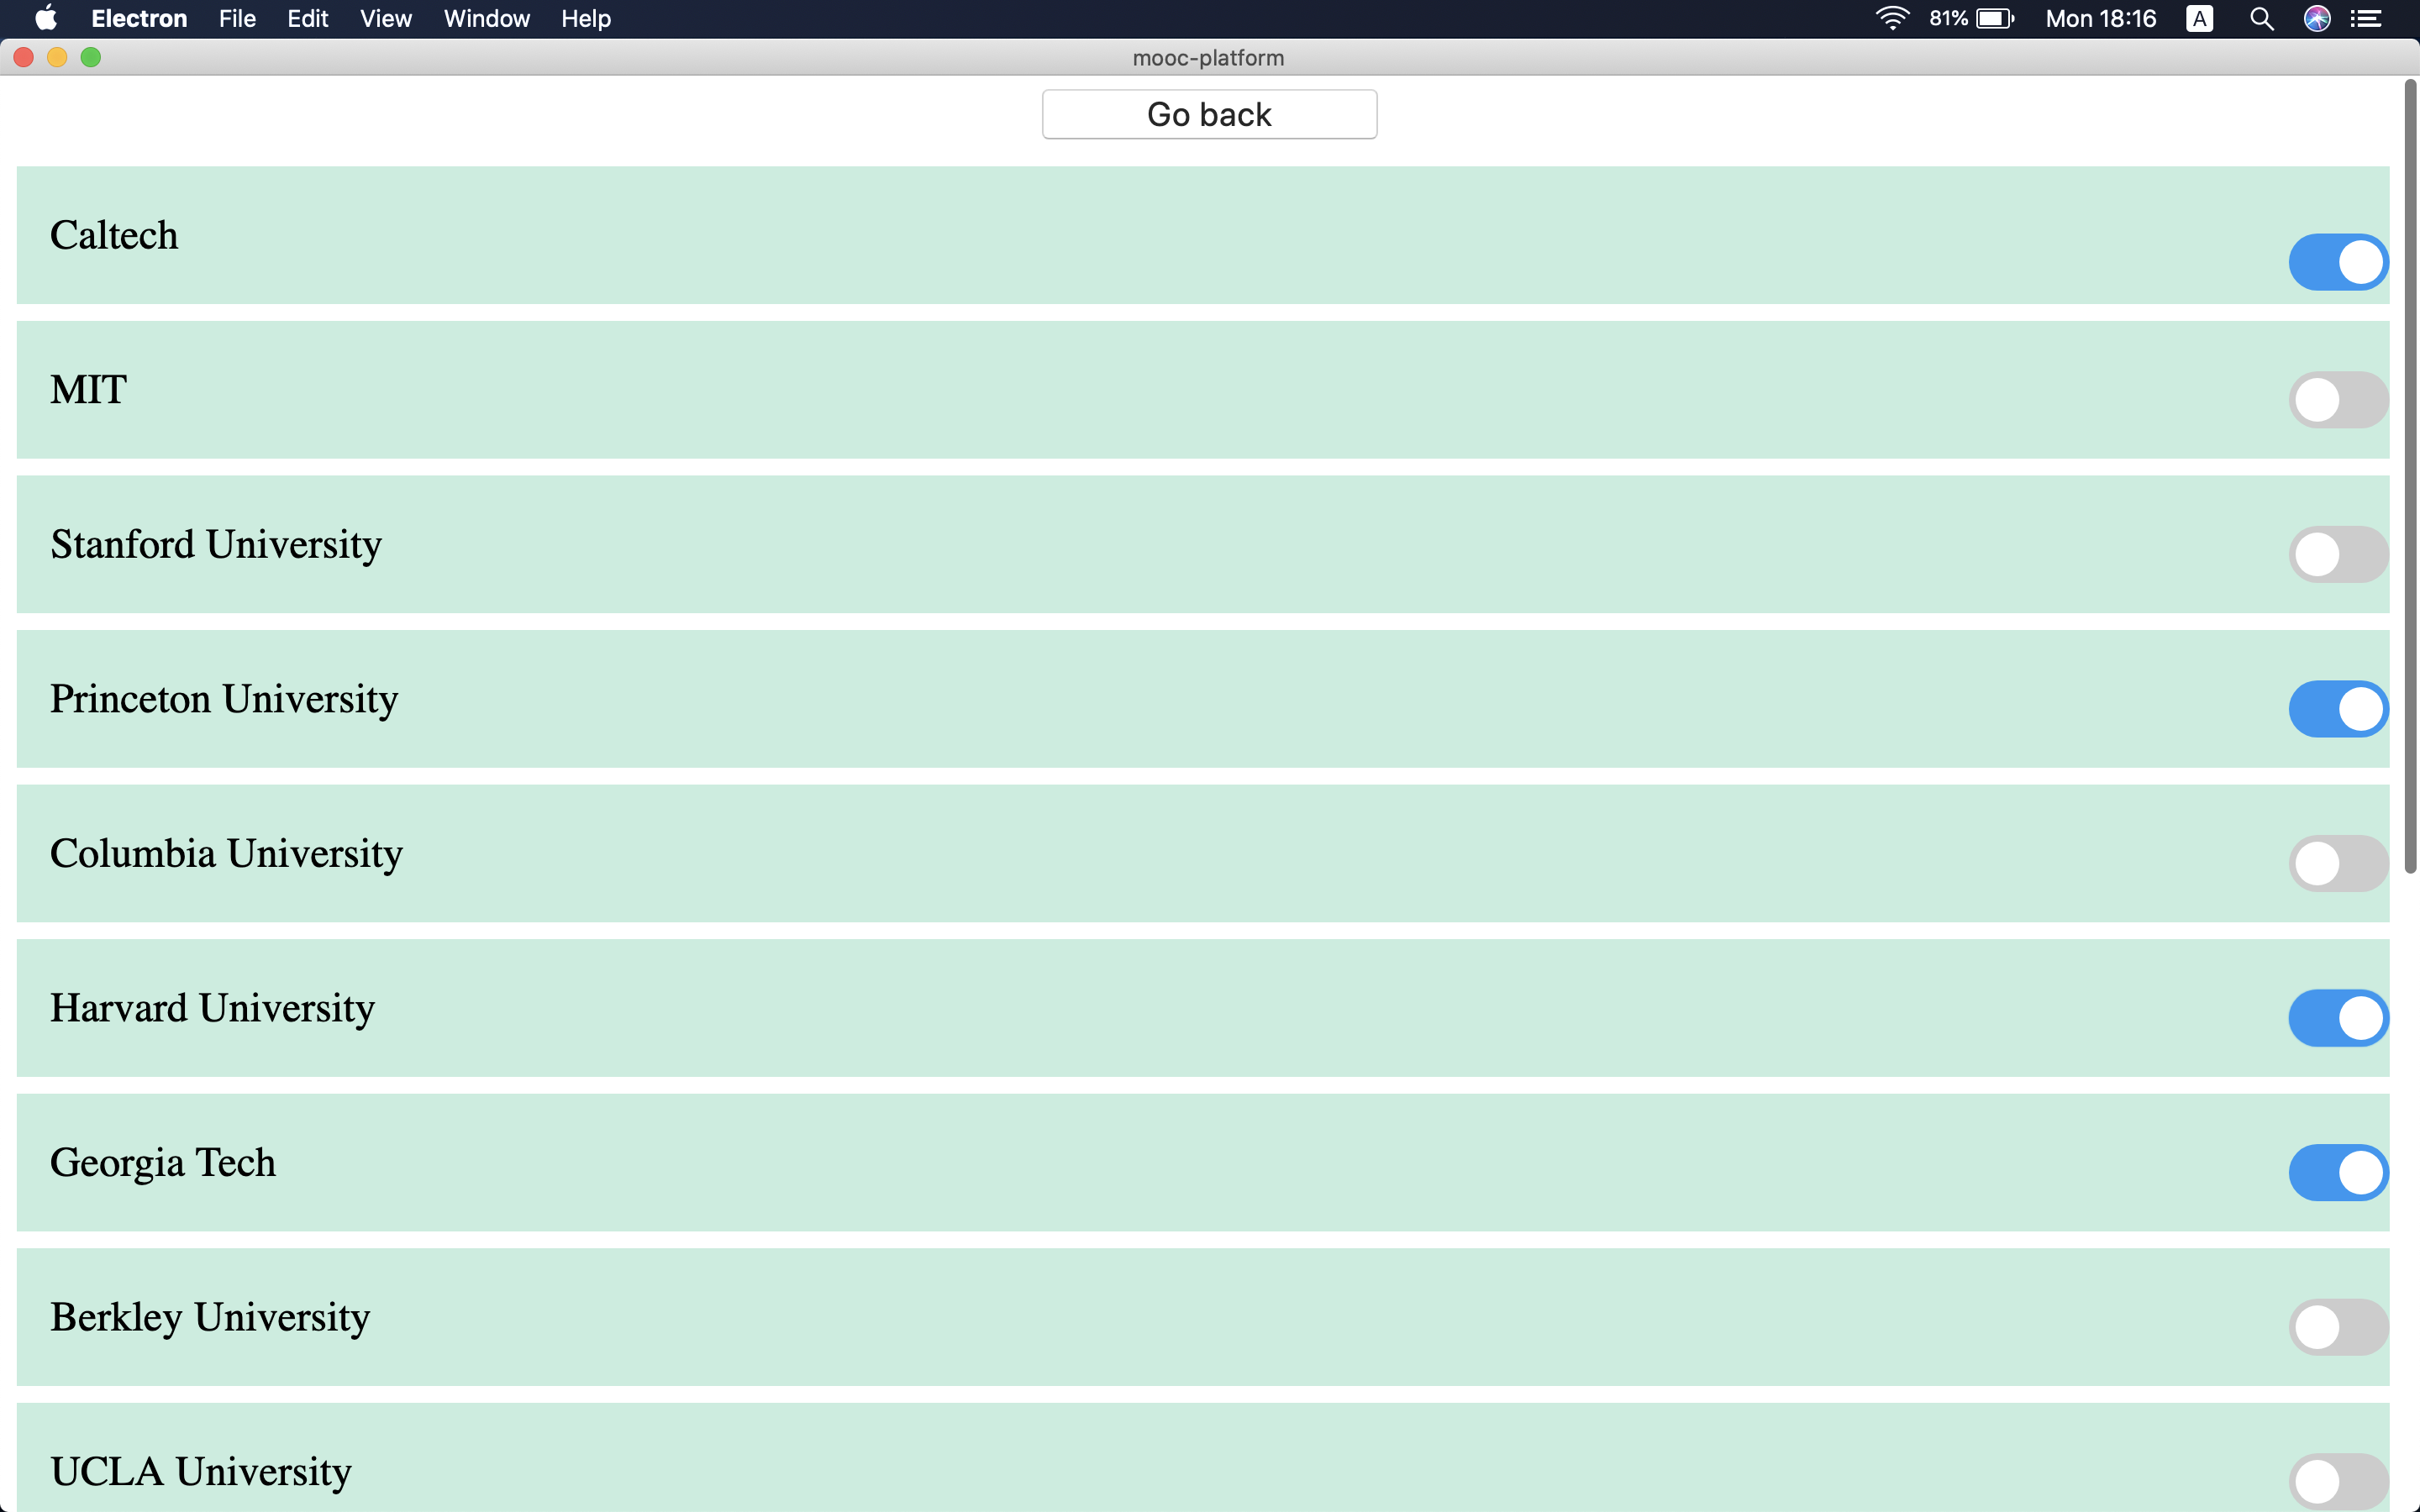 Electron File Edit View Window Help 81% Mon 18:16 A
mooc-platform
Go back
Caltech
MIT
Stanford University
Princeton University
Columbia University
Harvard University
Georgia Tech
Berkley University
UCLA University